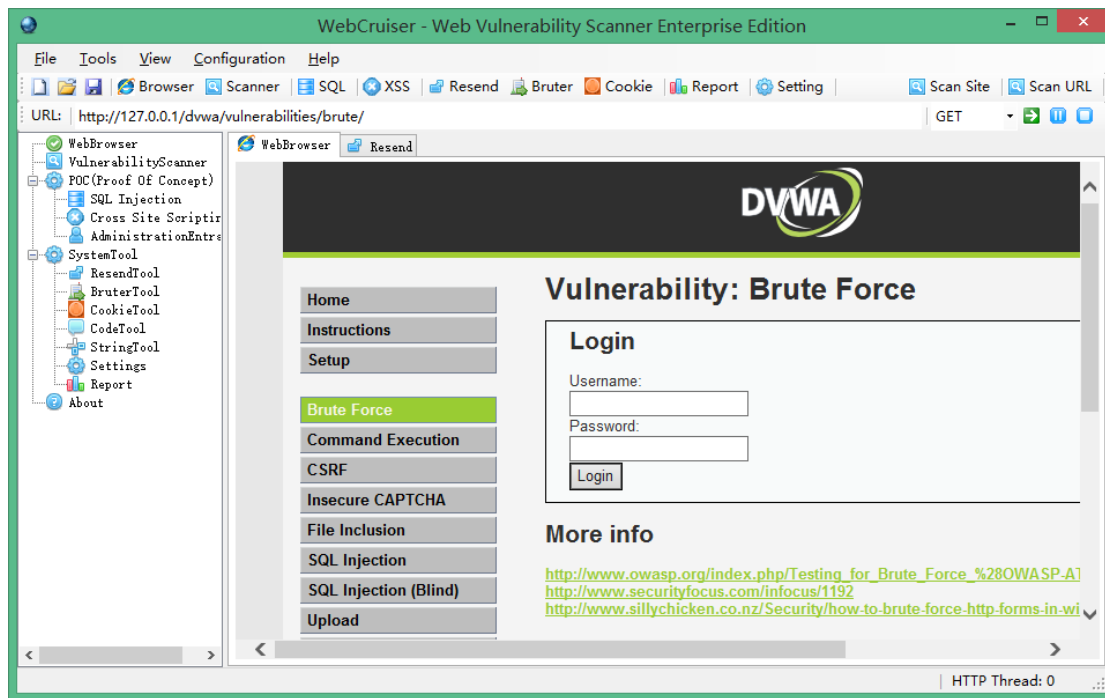 WebCruiser - Web Vulnerability Scanner Enterprise Edition
File Tools View Configuration Help
Browser Scanner SQL XSS Resend Bruter Cookie Report Setting Scan Site Scan URL
URL: http://127.0.0.1/dvwa/vulnerabilities/brute/ GET
WebBrowser
VulnerabilityScanner
POC(Proof Of Concept)
SQL Injection
Cross Site Scriptin
AdministrationEntra
SystemTool
ResendTool
BruterTool
CookieTool
CodeTool
StringTool
Settings
Report
About
WebBrowser Resend
DVWA
Home
Instructions
Setup
Brute Force
Command Execution
CSRF
Insecure CAPTCHA
File Inclusion
SQL Injection
SQL Injection (Blind)
Upload
Vulnerability: Brute Force
Login
Username:
Password:
Login
More info
http://www.owasp.org/index.php/Testing_for_Brute_Force_%28OWASP-AT
http://www.securityfocus.com/infocus/1192
http://www.sillychicken.co.nz/Security/how-to-brute-force-http-forms-in-wi
HTTP Thread: 0